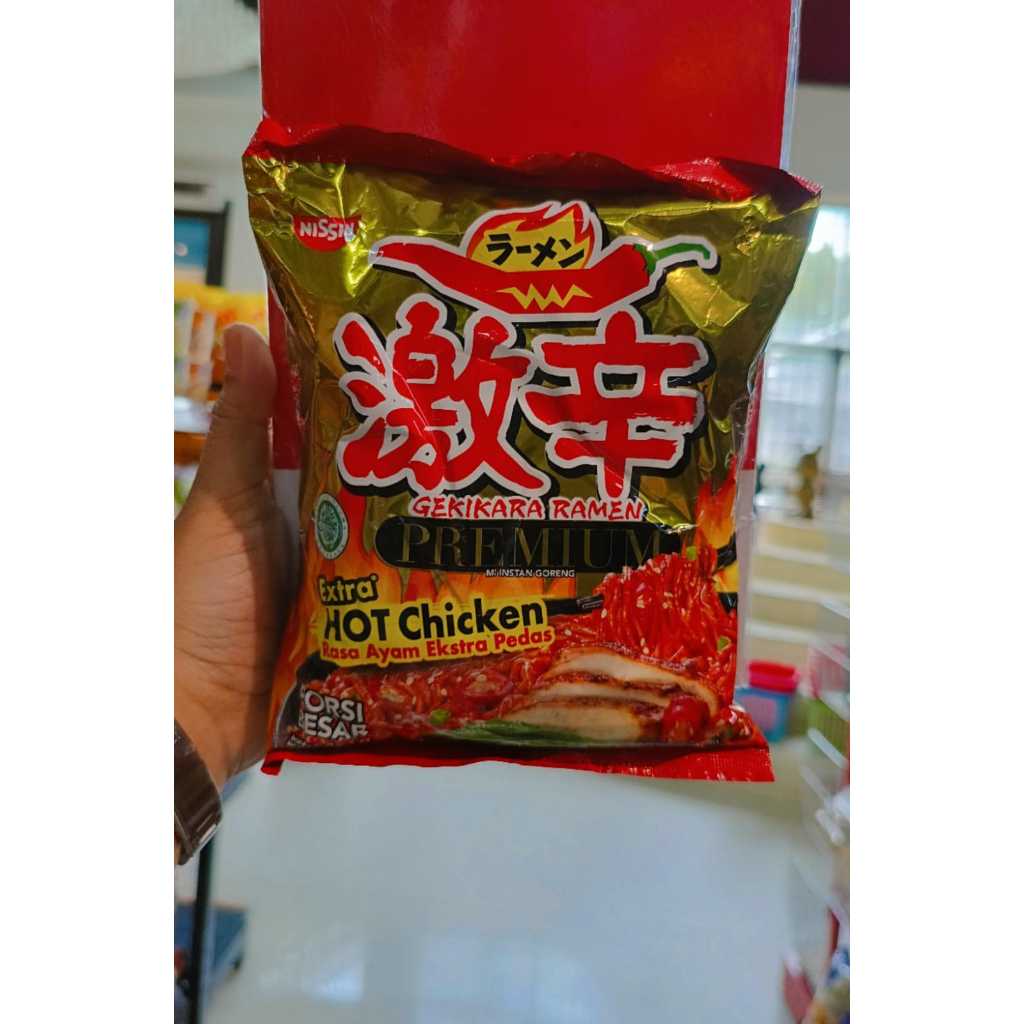 NISSIN
ラーメン
激辛
GEKIKARA RAMEN
PREMIUM
MI INSTAN GORENG
Extra
HOT Chicken
Rasa Ayam Ekstra Pedas
PORSI
BESAR